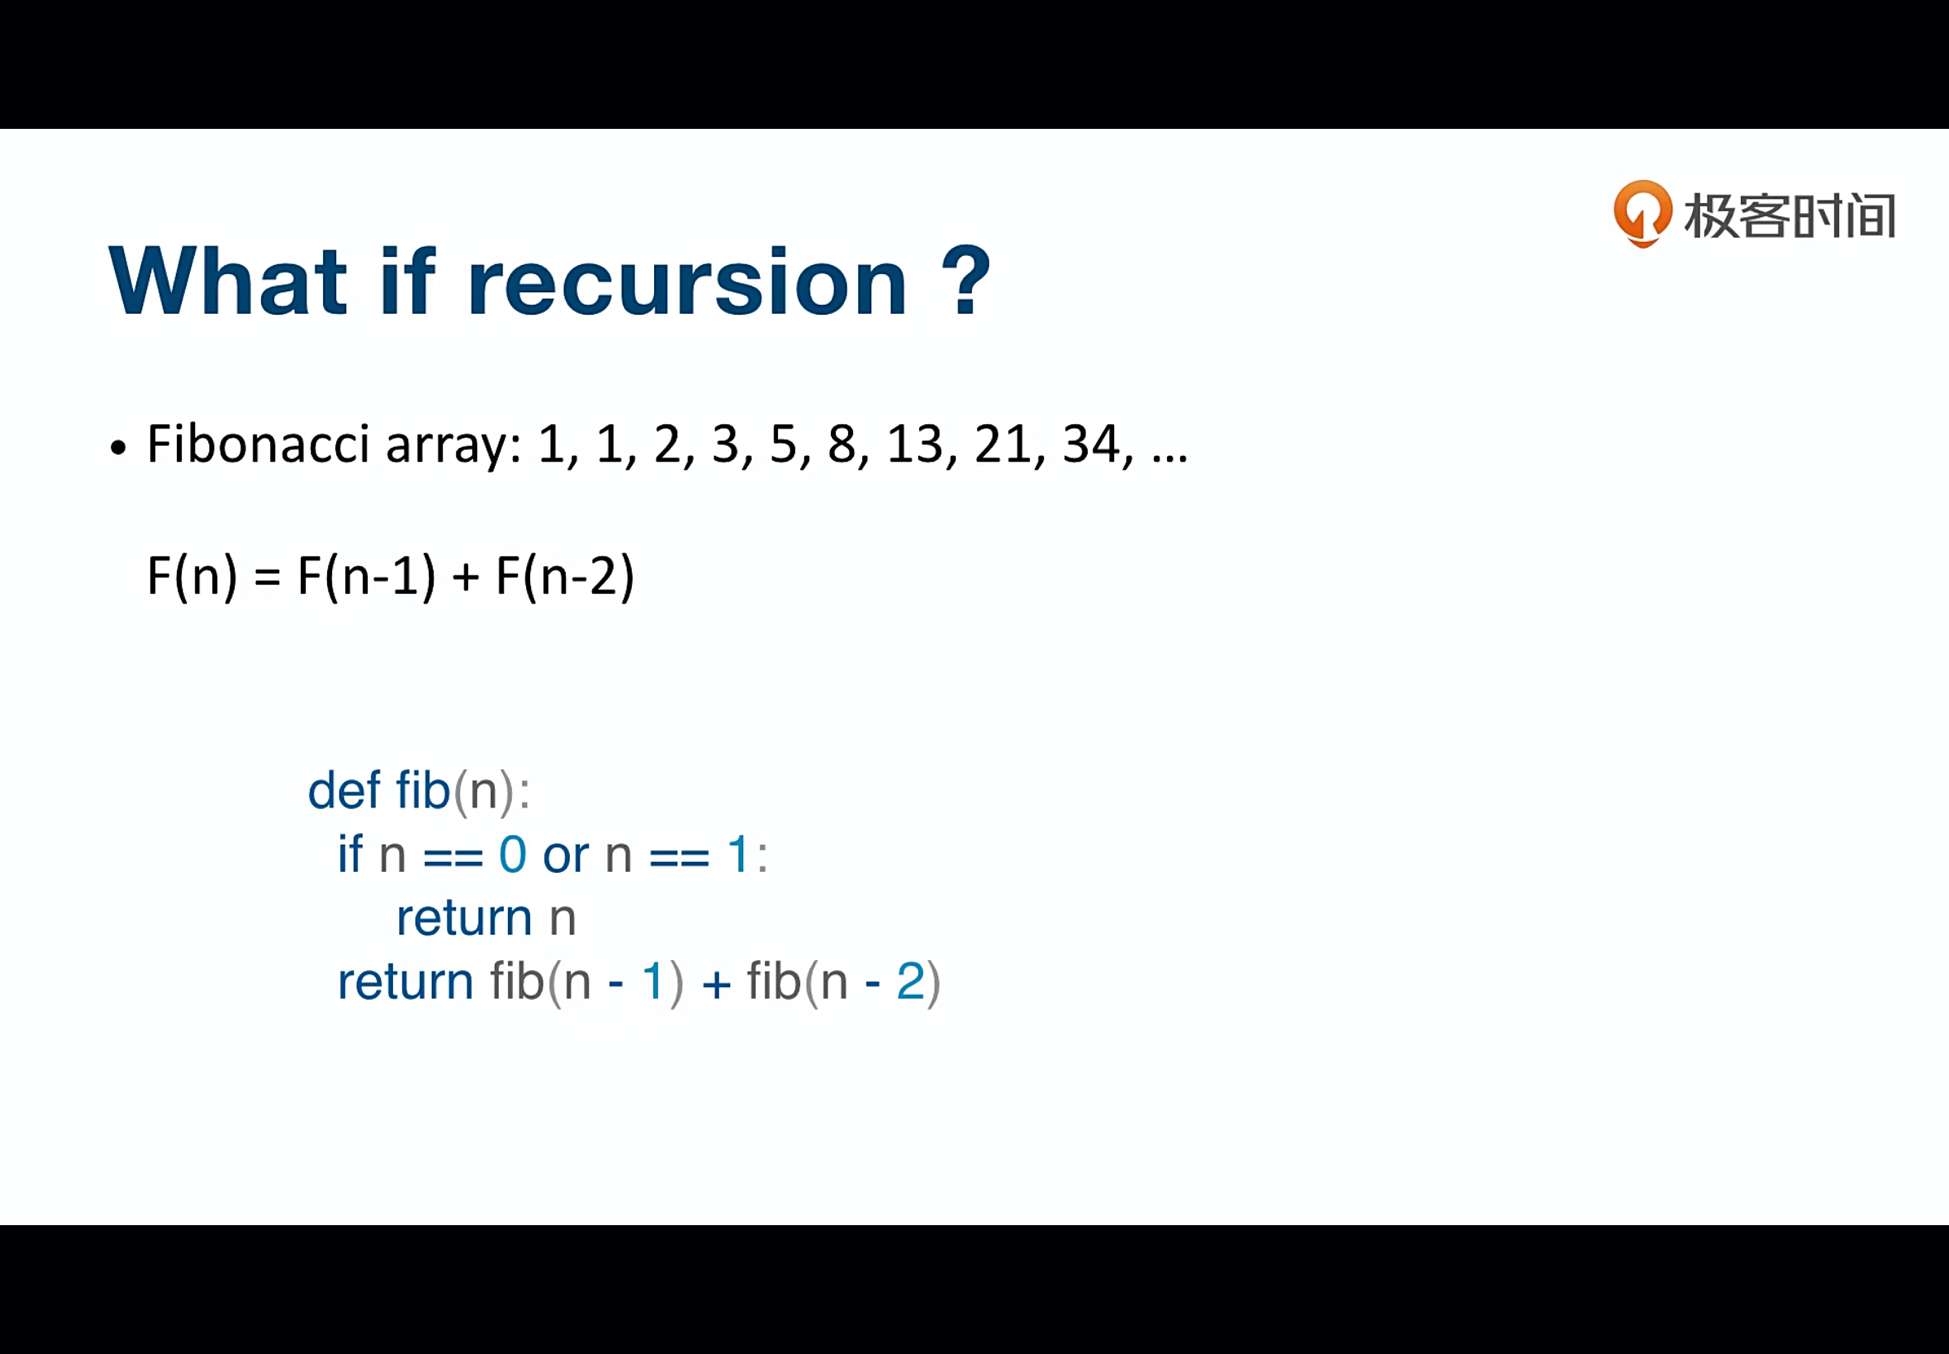 极客时间
What if recursion ?
• Fibonacci array: 1, 1, 2, 3, 5, 8, 13, 21, 34, ...
F(n) = F(n-1) + F(n-2)
def fib(n):
if n == 0 or n == 1:
return n
return fib(n - 1) + fib(n - 2)